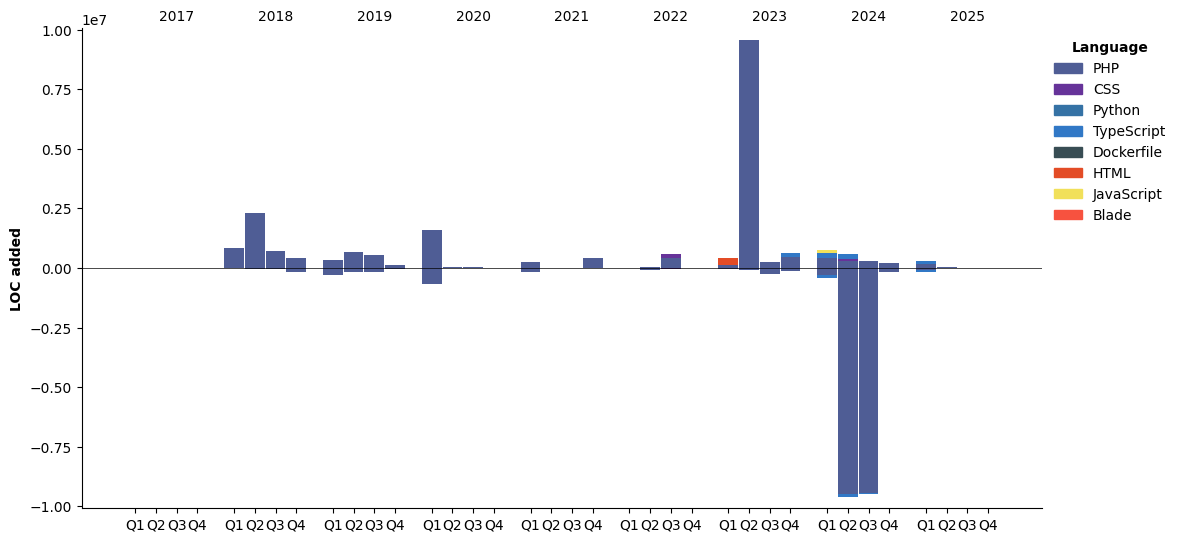 2017 2018 2019 2020 2021 2022 2023 2024 2025
1e7
1.00
0.75
0.50
0.25
0.00
−0.25
−0.50
−0.75
−1.00
LOC added
Q1 Q2 Q3 Q4 Q1 Q2 Q3 Q4 Q1 Q2 Q3 Q4 Q1 Q2 Q3 Q4 Q1 Q2 Q3 Q4 Q1 Q2 Q3 Q4 Q1 Q2 Q3 Q4 Q1 Q2 Q3 Q4 Q1 Q2 Q3 Q4
Language
PHP
CSS
Python
TypeScript
Dockerfile
HTML
JavaScript
Blade